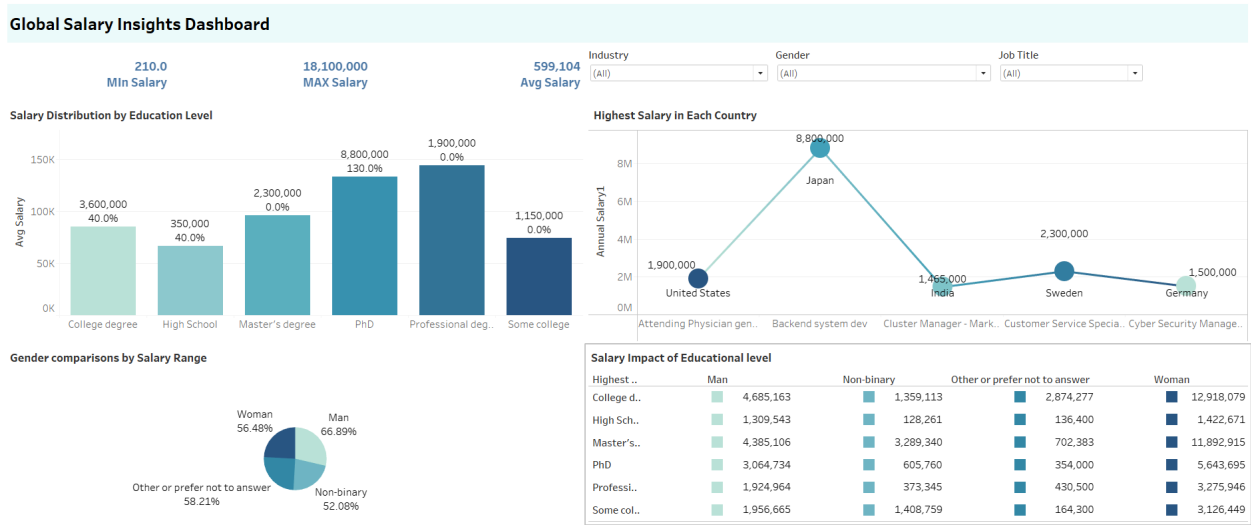 Global Salary Insights Dashboard
210.0
MIn Salary
18,100,000
MAX Salary
599,104
Avg Salary
Industry
(All)
Gender
(All)
Job Title
(All)
Salary Distribution by Education Level
Avg Salary
150K
100K
50K
0K
3,600,000
40.0%
350,000
40.0%
2,300,000
0.0%
8,800,000
130.0%
1,900,000
0.0%
1,150,000
0.0%
College degree High School Master's degree PhD Professional deg.. Some college
Highest Salary in Each Country
Annual Salary1
8M
6M
4M
2M
0M
1,900,000
United States
8,800,000
Japan
1,465,000
India
2,300,000
Sweden
1,500,000
Germany
Attending Physician gen.. Backend system dev Cluster Manager - Mark.. Customer Service Specia.. Cyber Security Manage..
Gender comparisons by Salary Range
Woman
56.48%
Man
66.89%
Other or prefer not to answer
58.21%
Non-binary
52.08%
Salary Impact of Educational level
Highest .. Man Non-binary Other or prefer not to answer Woman
College d.. 4,685,163 1,359,113 2,874,277 12,918,079
High Sch.. 1,309,543 128,261 136,400 1,422,671
Master's.. 4,385,106 3,289,340 702,383 11,892,915
PhD 3,064,734 605,760 354,000 5,643,695
Professi.. 1,924,964 373,345 430,500 3,275,946
Some col.. 1,956,665 1,408,759 164,300 3,126,449